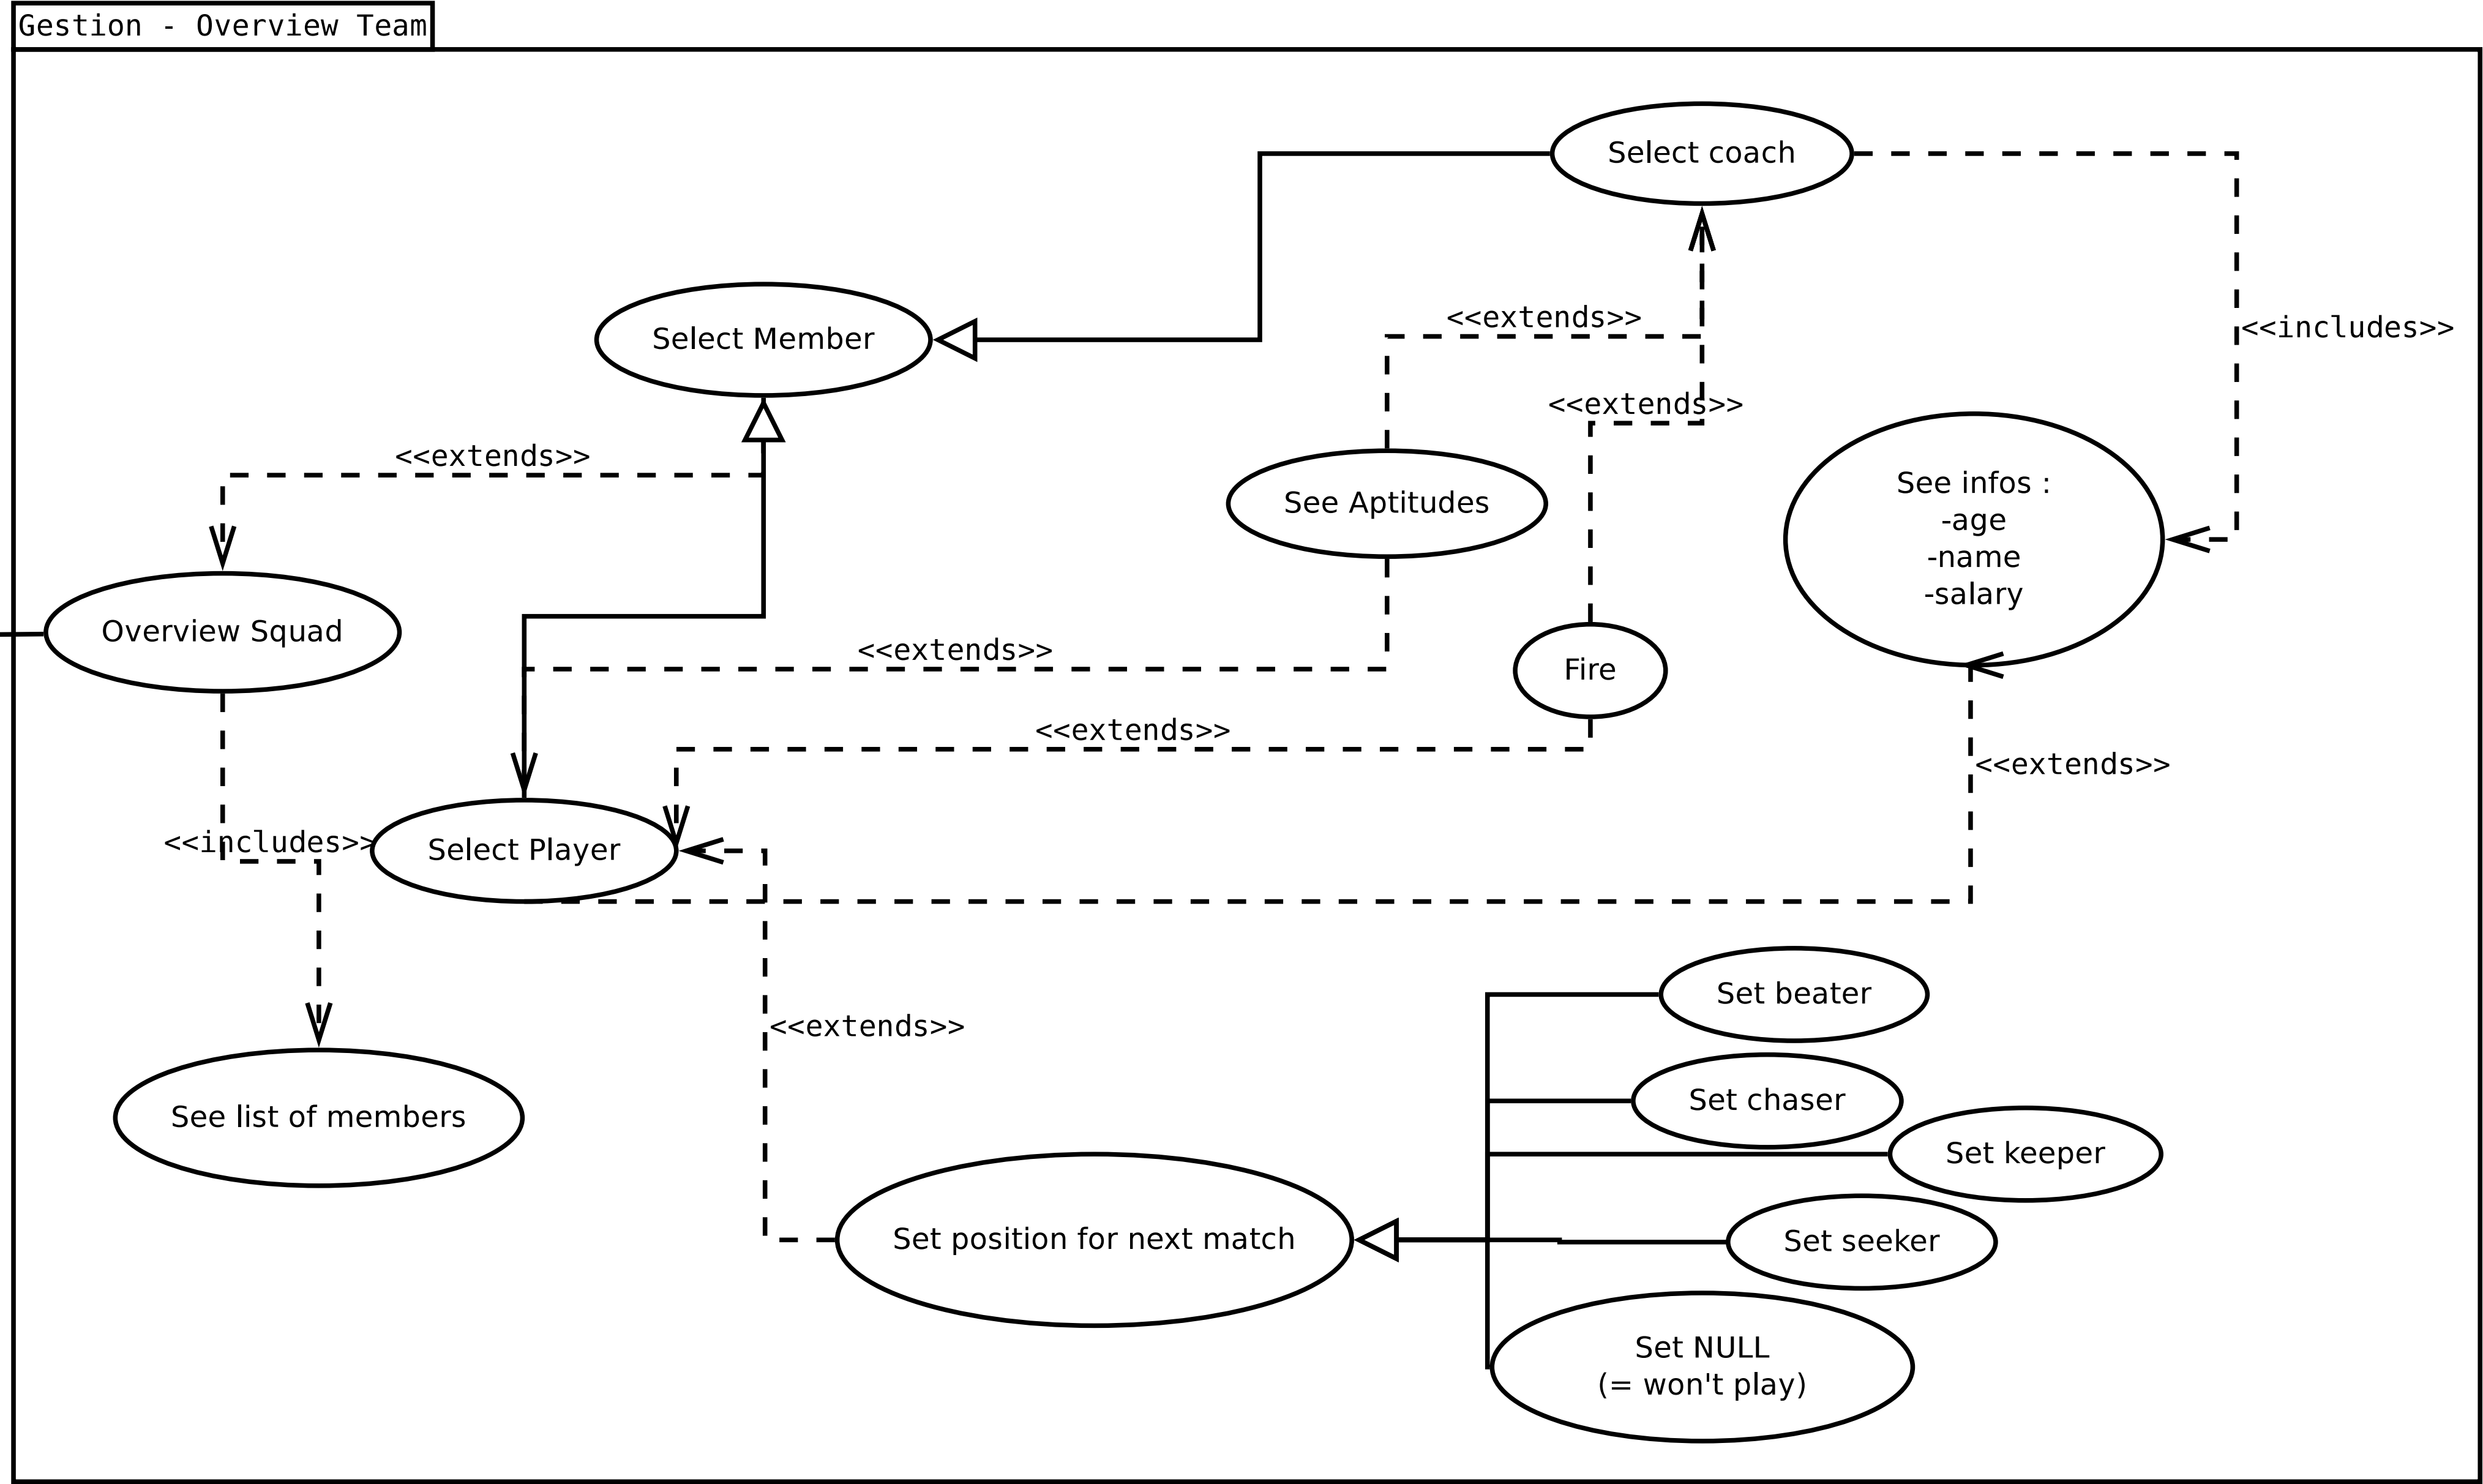 Gestion - Overview Team
Select coach
<<extends>>
<<includes>>
Select Member
<<extends>>
<<extends>>
See Aptitudes
See infos :
-age
-name
-salary
Overview Squad
<<extends>>
Fire
<<extends>>
<<extends>>
<<includes>>
Select Player
Set beater
<<extends>>
Set chaser
See list of members
Set keeper
Set position for next match
Set seeker
Set NULL
(= won't play)